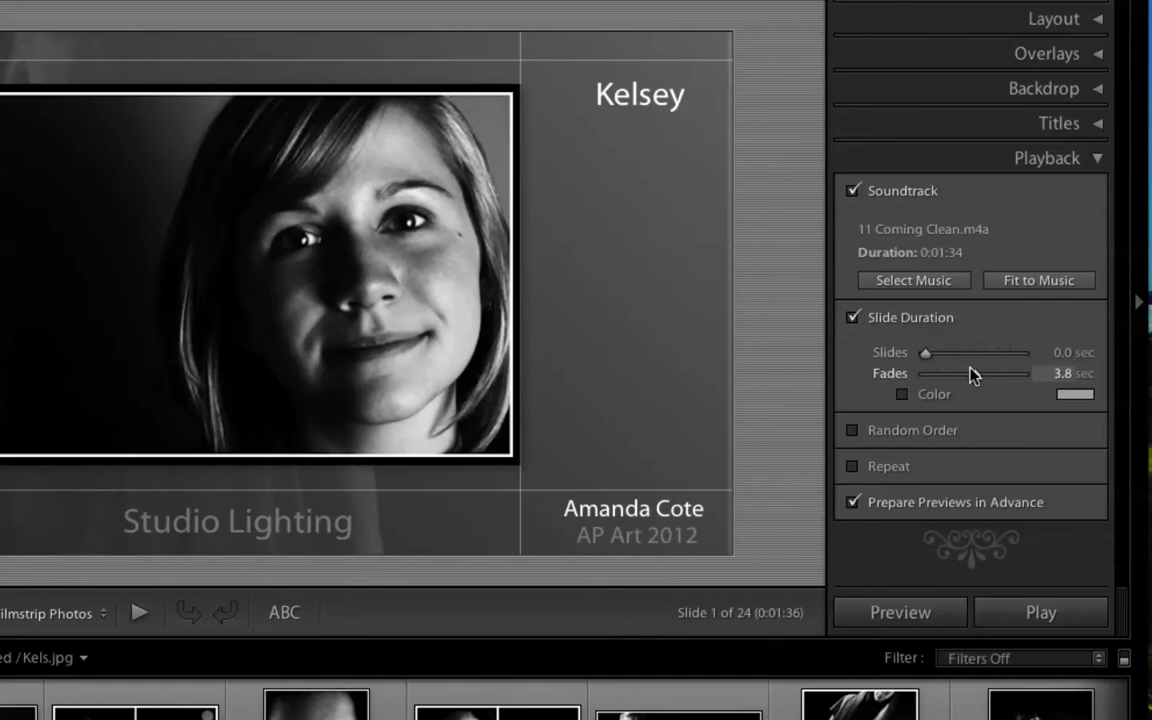 Layout
Overlays
Backdrop
Titles
Playback
Kelsey
Studio Lighting
Amanda Cote
AP Art 2012
Soundtrack
11 Coming Clean.m4a
Duration: 0:01:34
Select Music Fit to Music
Slide Duration
Slides 0.0 sec
Fades 3.8 sec
Color
Random Order
Repeat
Prepare Previews in Advance
ilmstrip Photos ABC Slide 1 of 24 (0:01:36)
Preview Play
ed /Kels.jpg Filter : Filters Off